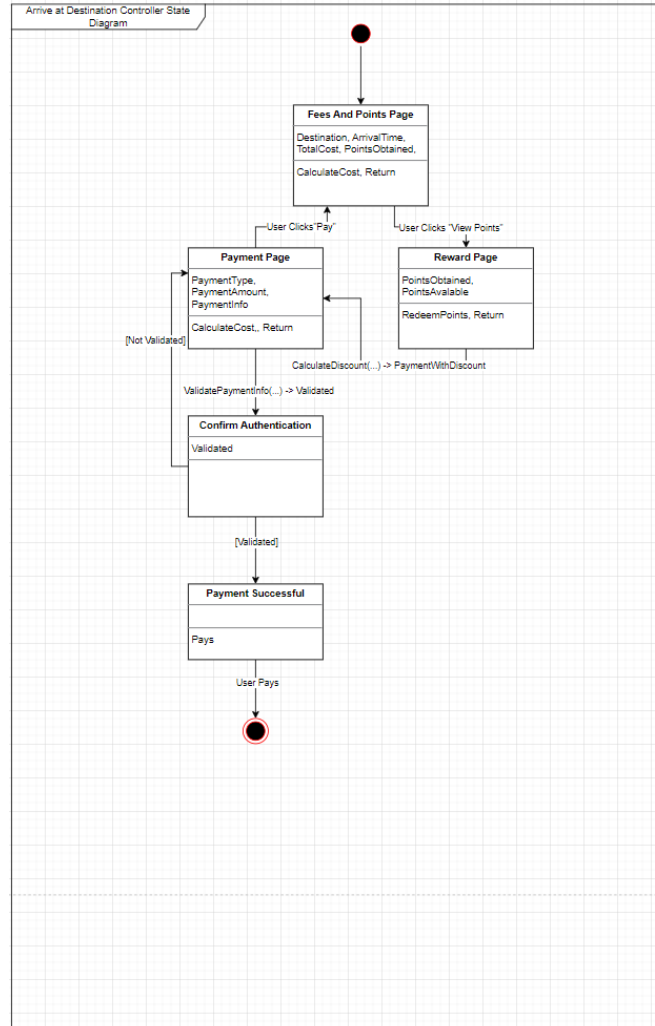 Arrive at Destination Controller State
Diagram
Fees And Points Page
Destination, ArrivalTime,
TotalCost, PointsObtained,
CalculateCost, Return
User Clicks"Pay"
User Clicks "View Points"
Payment Page
PaymentType,
PaymentAmount,
PaymentInfo
CalculateCost,, Return
Reward Page
PointsObtained,
PointsAvalable
RedeemPoints, Return
[Not Validated]
CalculateDiscount(...) -> PaymentWithDiscount
ValidatePaymentInfo(...) -> Validated
Confirm Authentication
Validated
[Validated]
Payment Successful
Pays
User Pays